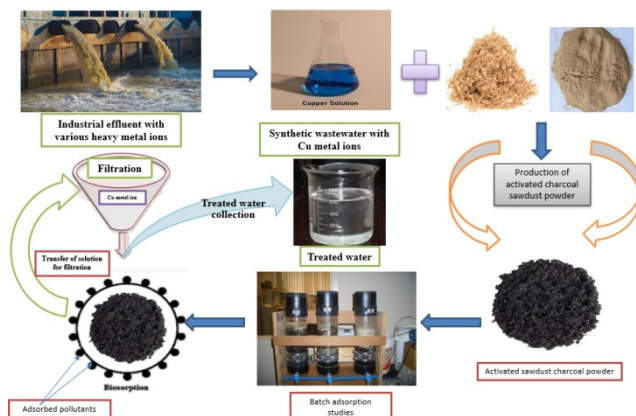 Copper Solution
Industrial effluent with
various heavy metal ions
Synthetic wastewater with
Cu metal ions
Filtration
Cu metal ion
Production of
activated charcoal
sawdust powder
Treated water
collection
Transfer of solution
for filtration
Treated water
Biosorption
Adsorbed pollutants
Batch adsorption
studies
Activated sawdust charcoal powder